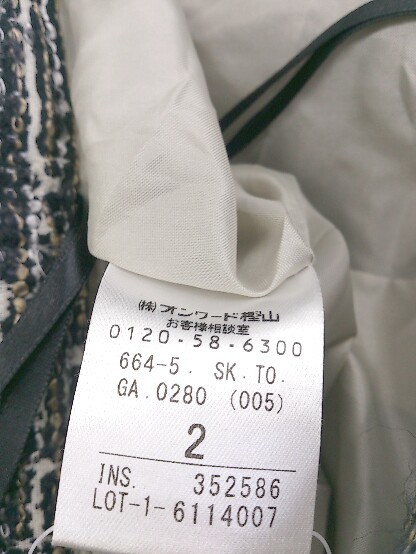 ㈱オンワード樫山
お客様相談室
0120-58-6300
664-5. SK.TO.
GA.0280 (005)
2
INS. 352586
LOT-1-6114007